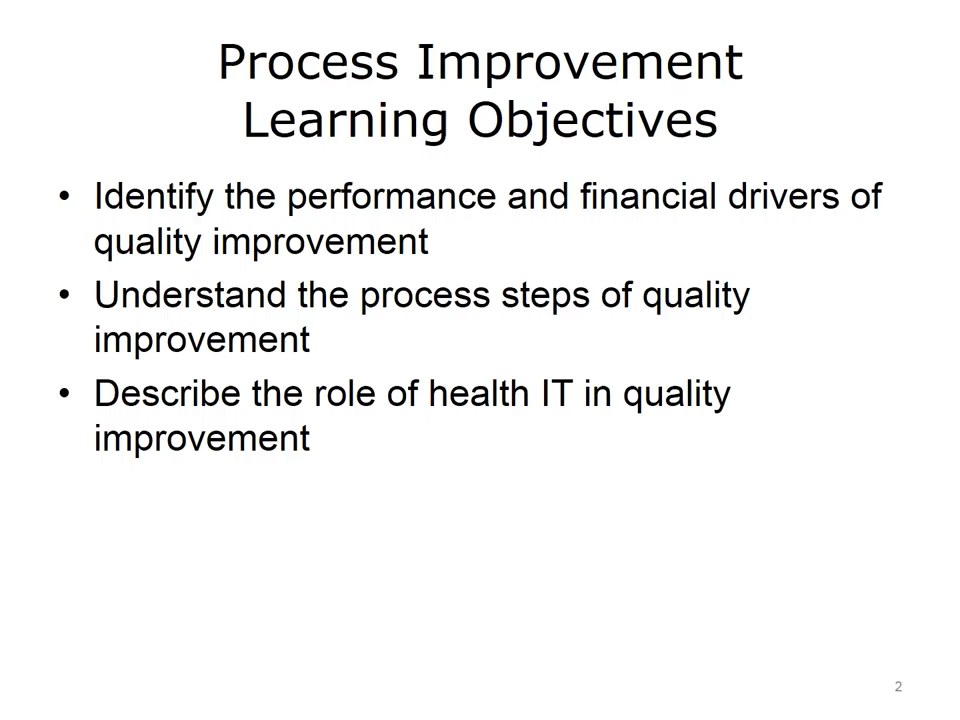 Process Improvement
Learning Objectives
• Identify the performance and financial drivers of
quality improvement
• Understand the process steps of quality
improvement
• Describe the role of health IT in quality
improvement
2